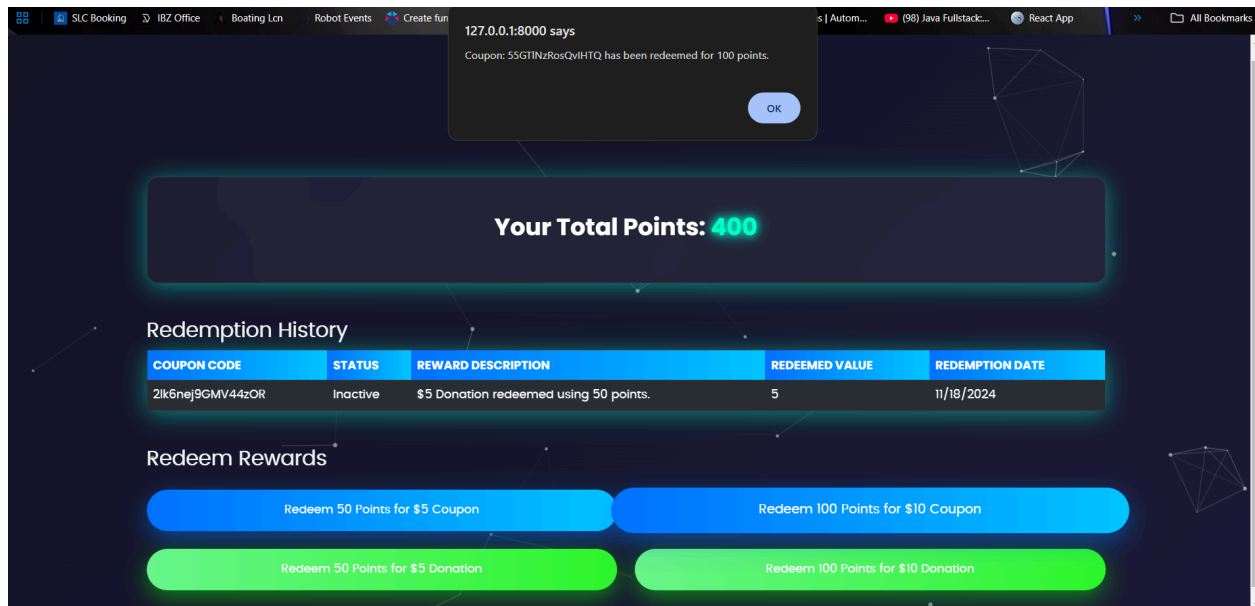 SLC Booking IBZ Office Boating Lcn Robot Events Create fun s | Autom... (98) Java Fullstack:... React App » All Bookmarks
127.0.0.1:8000 says
Coupon: 55GTlNzRosQvIHTQ has been redeemed for 100 points.
OK
Your Total Points: 400
Redemption History
COUPON CODE STATUS REWARD DESCRIPTION REDEEMED VALUE REDEMPTION DATE
2lk6nej9GMV44zOR Inactive $5 Donation redeemed using 50 points. 5 11/18/2024
Redeem Rewards
Redeem 50 Points for $5 Coupon Redeem 100 Points for $10 Coupon
Redeem 50 Points for $5 Donation Redeem 100 Points for $10 Donation